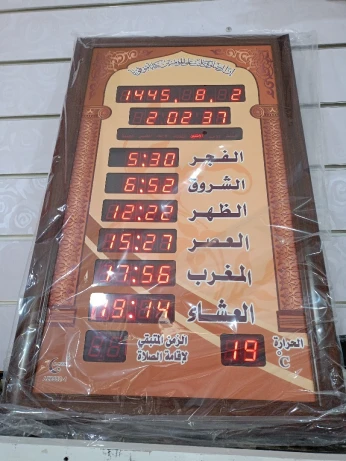 1445. 8. 2
2 02 37
5:30 الفجر
6:52 الشروق
12:22 الظهر
15:27 العصر
17:56 المغرب
19:14 العشاء
الزمن المتبقي
لإقامة الصلاة
الحرارة
19 °C